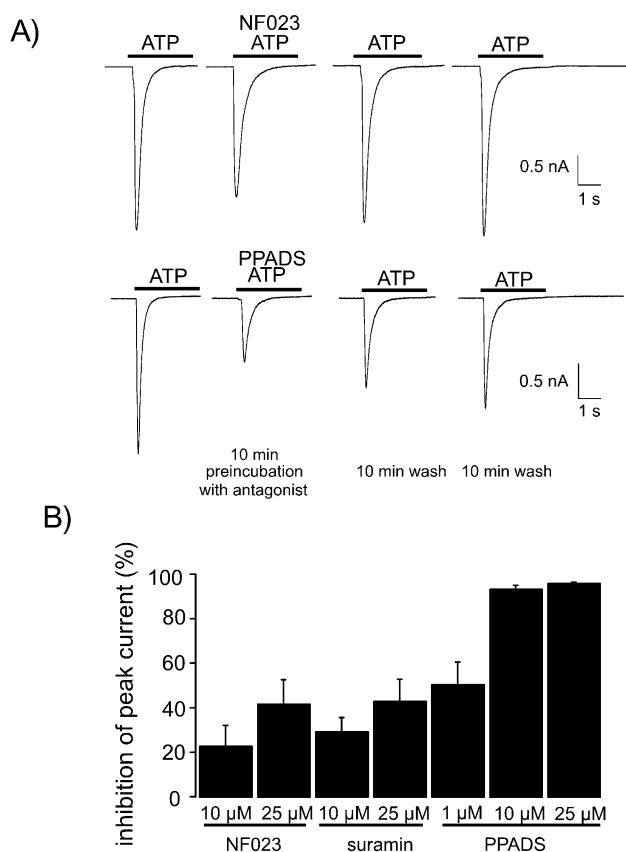 A)
NF023
ATP ATP ATP ATP
0.5 nA
1 s
PPADS
ATP ATP ATP ATP
0.5 nA
1 s
10 min
preincubation
with antagonist
10 min wash 10 min wash
B)
inhibition of peak current (%)
100
80
60
40
20
0
10 µM 25 µM 10 µM 25 µM 1 µM 10 µM 25 µM
NF023 suramin PPADS